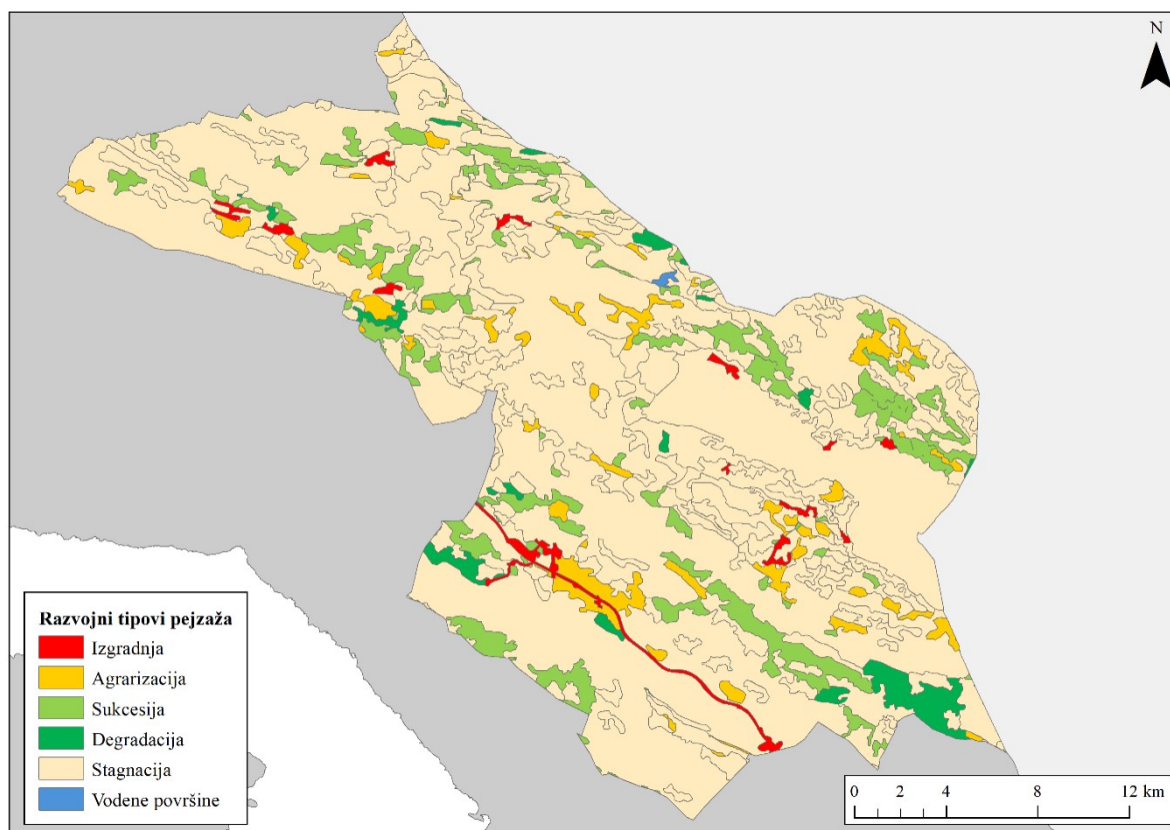 N
Razvojni tipovi pejzaža
Izgradnja
Agrarizacija
Sukcesija
Degradacija
Stagnacija
Vodene površine
0 2 4 8 12 km